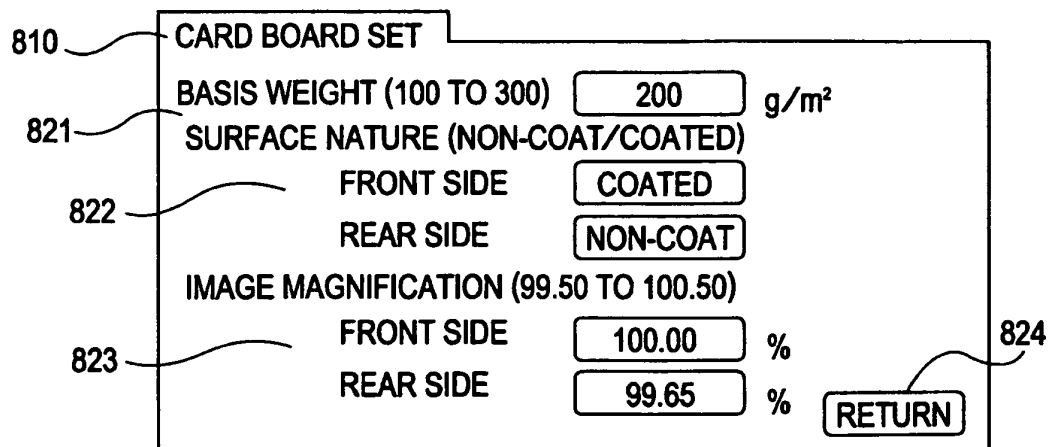 810 CARD BOARD SET
BASIS WEIGHT (100 TO 300) 200 g/m²
821
SURFACE NATURE (NON-COAT/COATED)
FRONT SIDE COATED
822
REAR SIDE NON-COAT
IMAGE MAGNIFICATION (99.50 TO 100.50)
FRONT SIDE 100.00 % 824
823
REAR SIDE 99.65 % RETURN